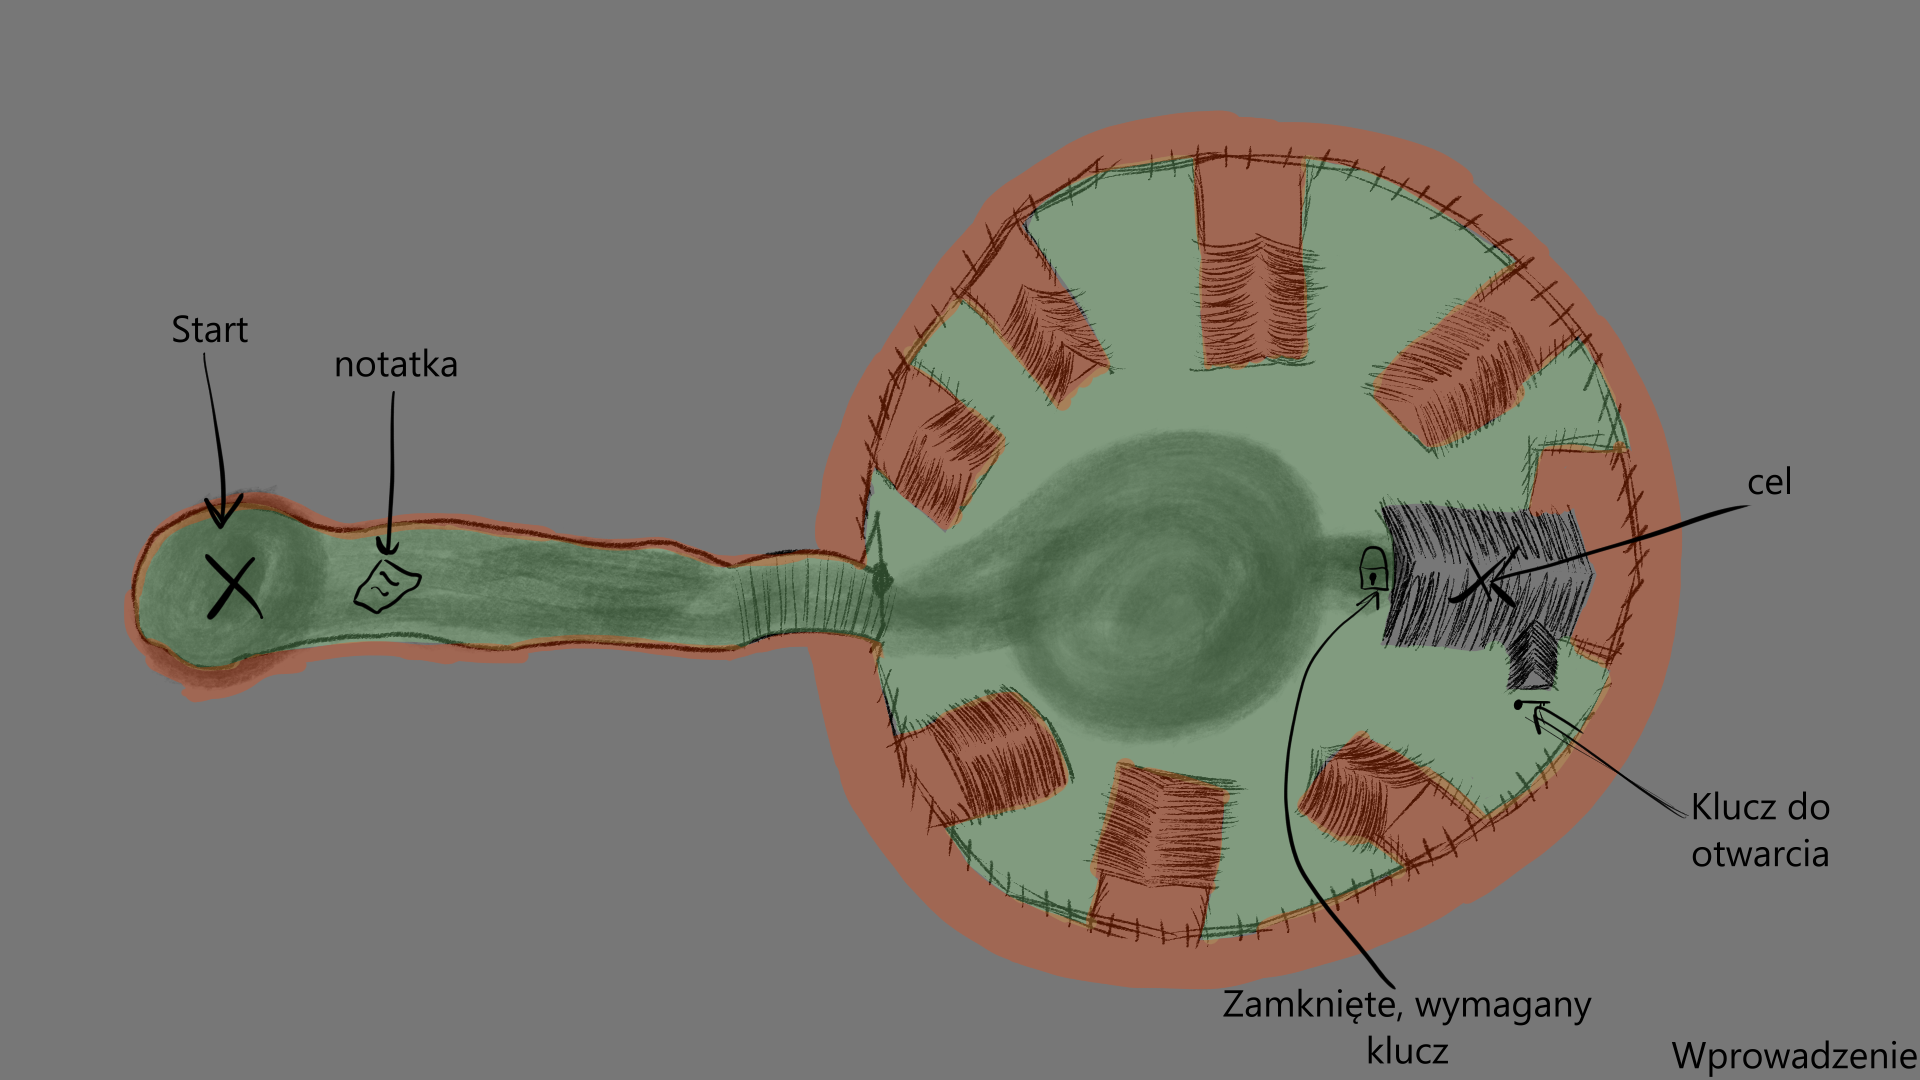 Start
notatka
cel
Klucz do
otwarcia
Zamknięte, wymagany
klucz
Wprowadzenie